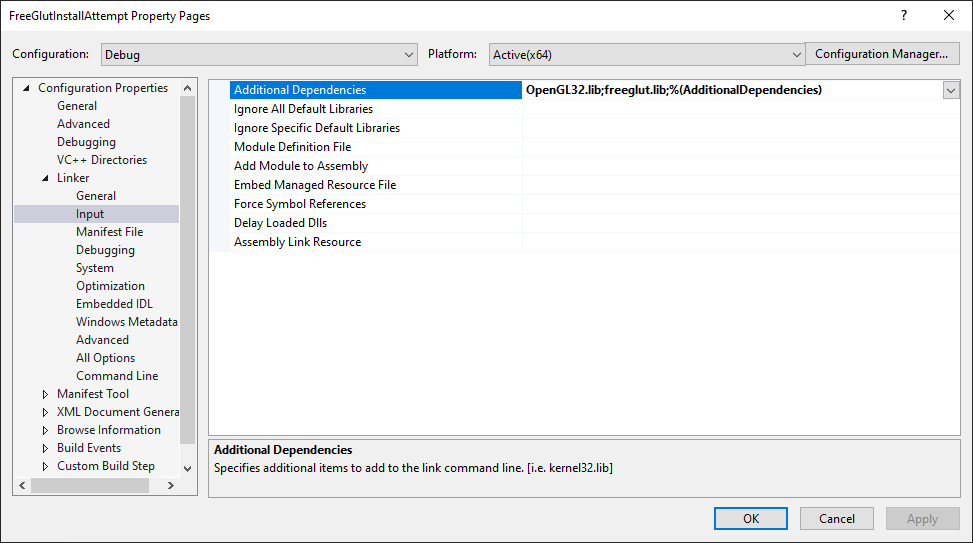 FreeGlutInstallAttempt Property Pages
? 
Configuration: Debug Platform: Active(x64) Configuration Manager...
Configuration Properties
General
Advanced
Debugging
VC++ Directories
Linker
General
Input
Manifest File
Debugging
System
Optimization
Embedded IDL
Windows Metadata
Advanced
All Options
Command Line
Manifest Tool
XML Document Genera
Browse Information
Build Events
Custom Build Step
Additional Dependencies OpenGL32.lib;freeglut.lib;%(AdditionalDependencies)
Ignore All Default Libraries
Ignore Specific Default Libraries
Module Definition File
Add Module to Assembly
Embed Managed Resource File
Force Symbol References
Delay Loaded Dlls
Assembly Link Resource
Additional Dependencies
Specifies additional items to add to the link command line. [i.e. kernel32.lib]
OK Cancel Apply